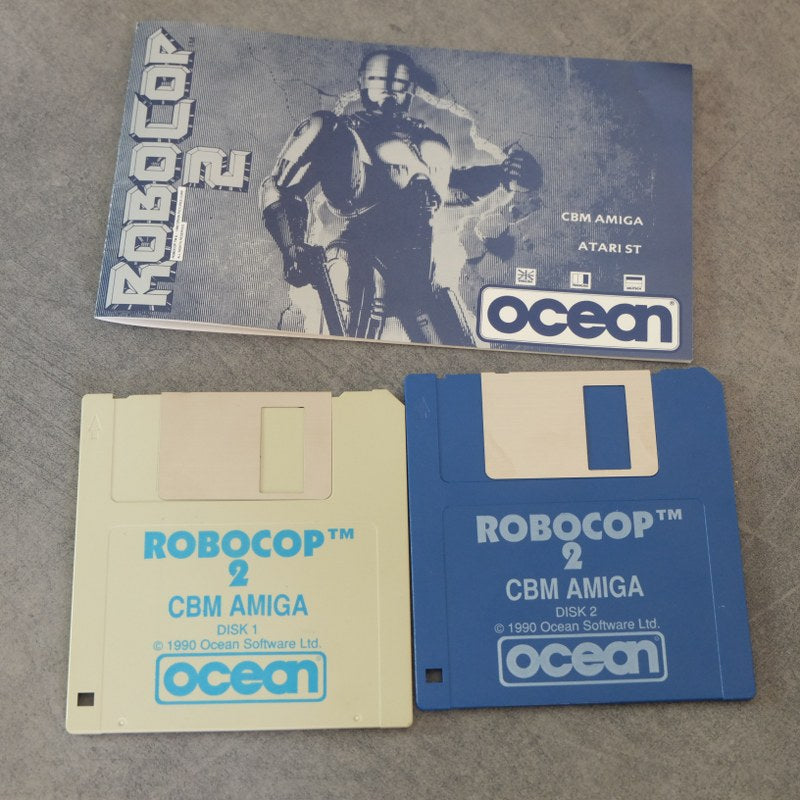 ROBOCOP
2
CBM AMIGA
ATARI ST
ocean®
ROBOCOP™
2
CBM AMIGA
DISK 1
© 1990 Ocean Software Ltd.
ocean®
ROBOCOP™
2
CBM AMIGA
DISK 2
© 1990 Ocean Software Ltd.
ocean®